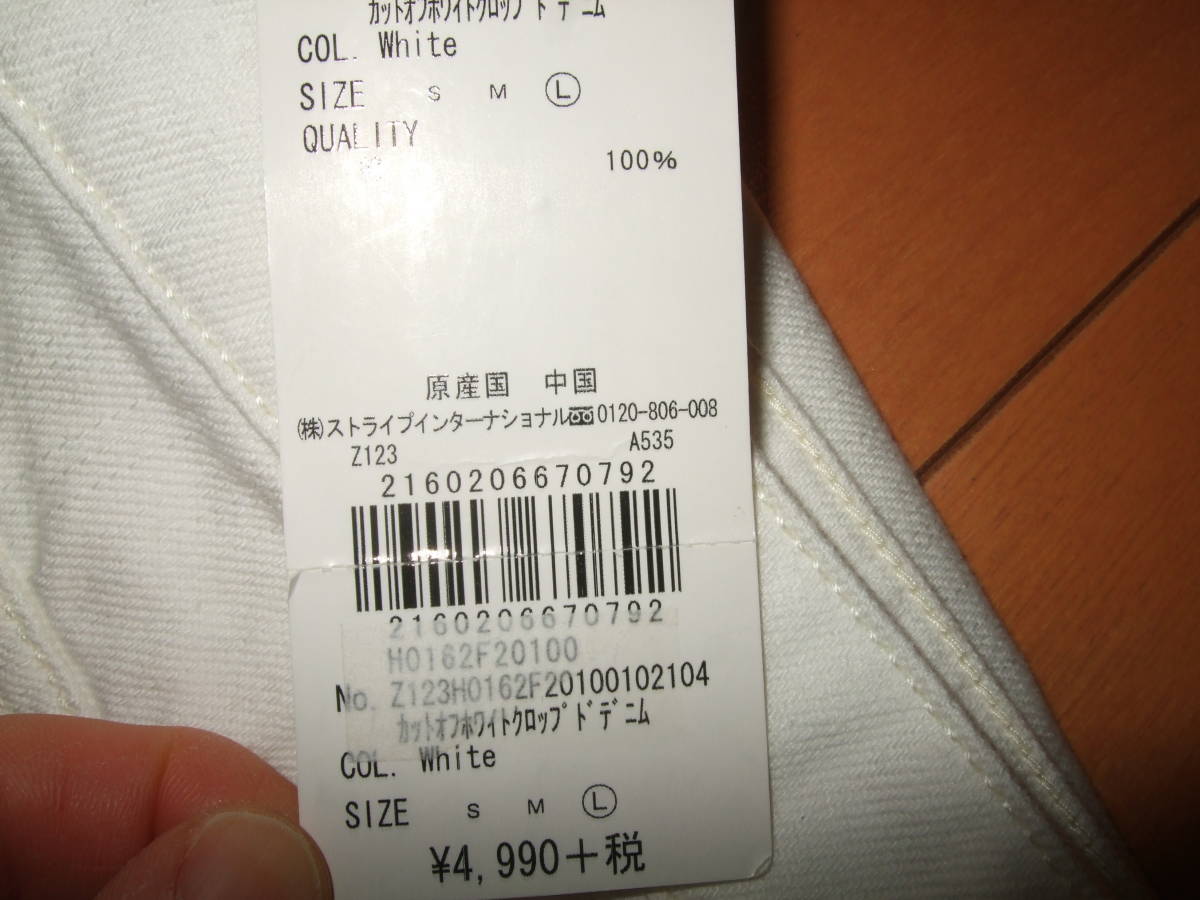 カットオフホワイトクロップドデニム
COL. White
SIZE S M Ⓛ
QUALITY
100%
原産国 中国
(株)ストライプインターナショナル 0120-806-008
Z123 A535
2160206670792
2160206670792
H0162F20100
No. Z123H0162F20100102104
カットオフホワイトクロップドデニム
COL. White
SIZE S M Ⓛ
¥4,990+税